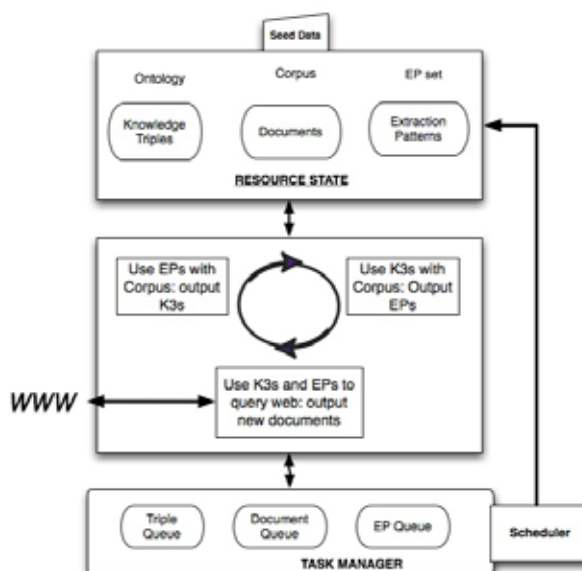 Seed Data
Ontology
Corpus
EP set
Knowledge
Triples
Documents
Extraction
Patterns
RESOURCE STATE
Use EPs with
Corpus: output
K3s
Use K3s with
Corpus: Output
EPs
WWW
Use K3s and EPs to
query web: output
new documents
Triple
Queue
Document
Queue
EP Queue
Scheduler
TASK MANAGER